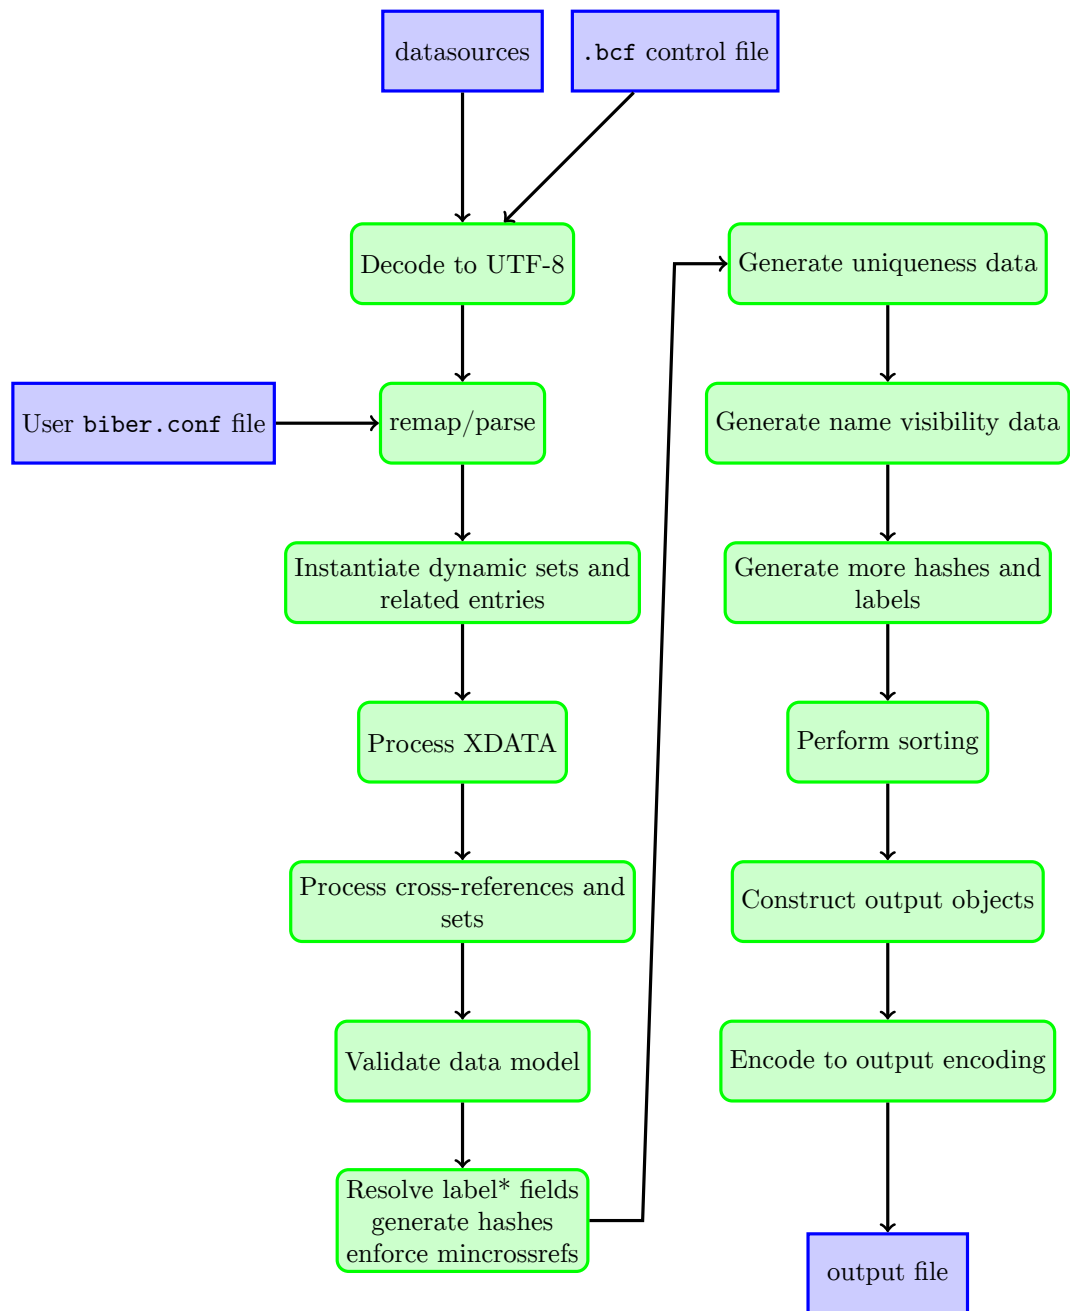 datasources
.bcf control file
Decode to UTF-8
User biber.conf file
remap/parse
Instantiate dynamic sets and
related entries
Process XDATA
Process cross-references and
sets
Validate data model
Resolve label* fields
generate hashes
enforce mincrossrefs
Generate uniqueness data
Generate name visibility data
Generate more hashes and
labels
Perform sorting
Construct output objects
Encode to output encoding
output file